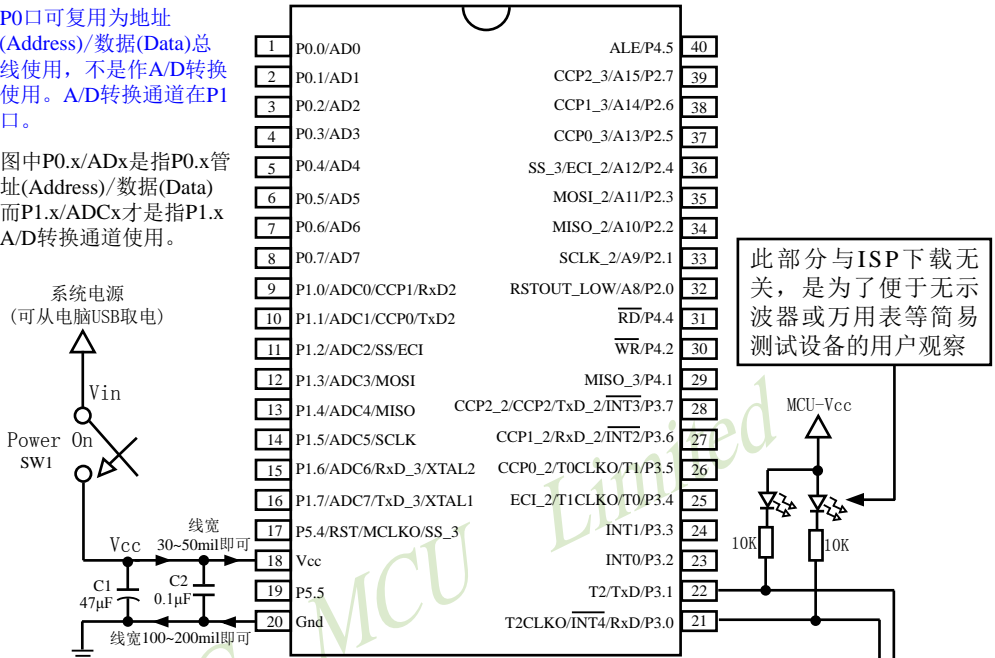 P0口可复用为地址
(Address)/数据(Data)总
线使用，不是作A/D转换
使用。A/D转换通道在P1
口。
图中P0.x/ADx是指P0.x管
址(Address)/数据(Data)
而P1.x/ADCx才是指P1.x
A/D转换通道使用。
系统电源
(可从电脑USB取电)
Vin
Power On
SW1
Vcc
线宽
30~50mil即可
C1
47μF
C2
0.1μF
线宽100~200mil即可
1 P0.0/AD0
2 P0.1/AD1
3 P0.2/AD2
4 P0.3/AD3
5 P0.4/AD4
6 P0.5/AD5
7 P0.6/AD6
8 P0.7/AD7
9 P1.0/ADC0/CCP1/RxD2
10 P1.1/ADC1/CCP0/TxD2
11 P1.2/ADC2/SS/ECI
12 P1.3/ADC3/MOSI
13 P1.4/ADC4/MISO
14 P1.5/ADC5/SCLK
15 P1.6/ADC6/RxD_3/XTAL2
16 P1.7/ADC7/TxD_3/XTAL1
17 P5.4/RST/MCLKO/SS_3
18 Vcc
19 P5.5
20 Gnd
ALE/P4.5 40
CCP2_3/A15/P2.7 39
CCP1_3/A14/P2.6 38
CCP0_3/A13/P2.5 37
SS_3/ECI_2/A12/P2.4 36
MOSI_2/A11/P2.3 35
MISO_2/A10/P2.2 34
SCLK_2/A9/P2.1 33
RSTOUT_LOW/A8/P2.0 32
RD/P4.4 31
WR/P4.2 30
MISO_3/P4.1 29
CCP2_2/CCP2/TxD_2/INT3/P3.7 28
CCP1_2/RxD_2/INT2/P3.6 27
CCP0_2/T0CLKO/T1/P3.5 26
ECI_2/T1CLKO/T0/P3.4 25
INT1/P3.3 24
INT0/P3.2 23
T2/TxD/P3.1 22
T2CLKO/INT4/RxD/P3.0 21
此部分与ISP下载无
关，是为了便于无示
波器或万用表等简易
测试设备的用户观察
MCU-Vcc
10K
10K
MCU Limited